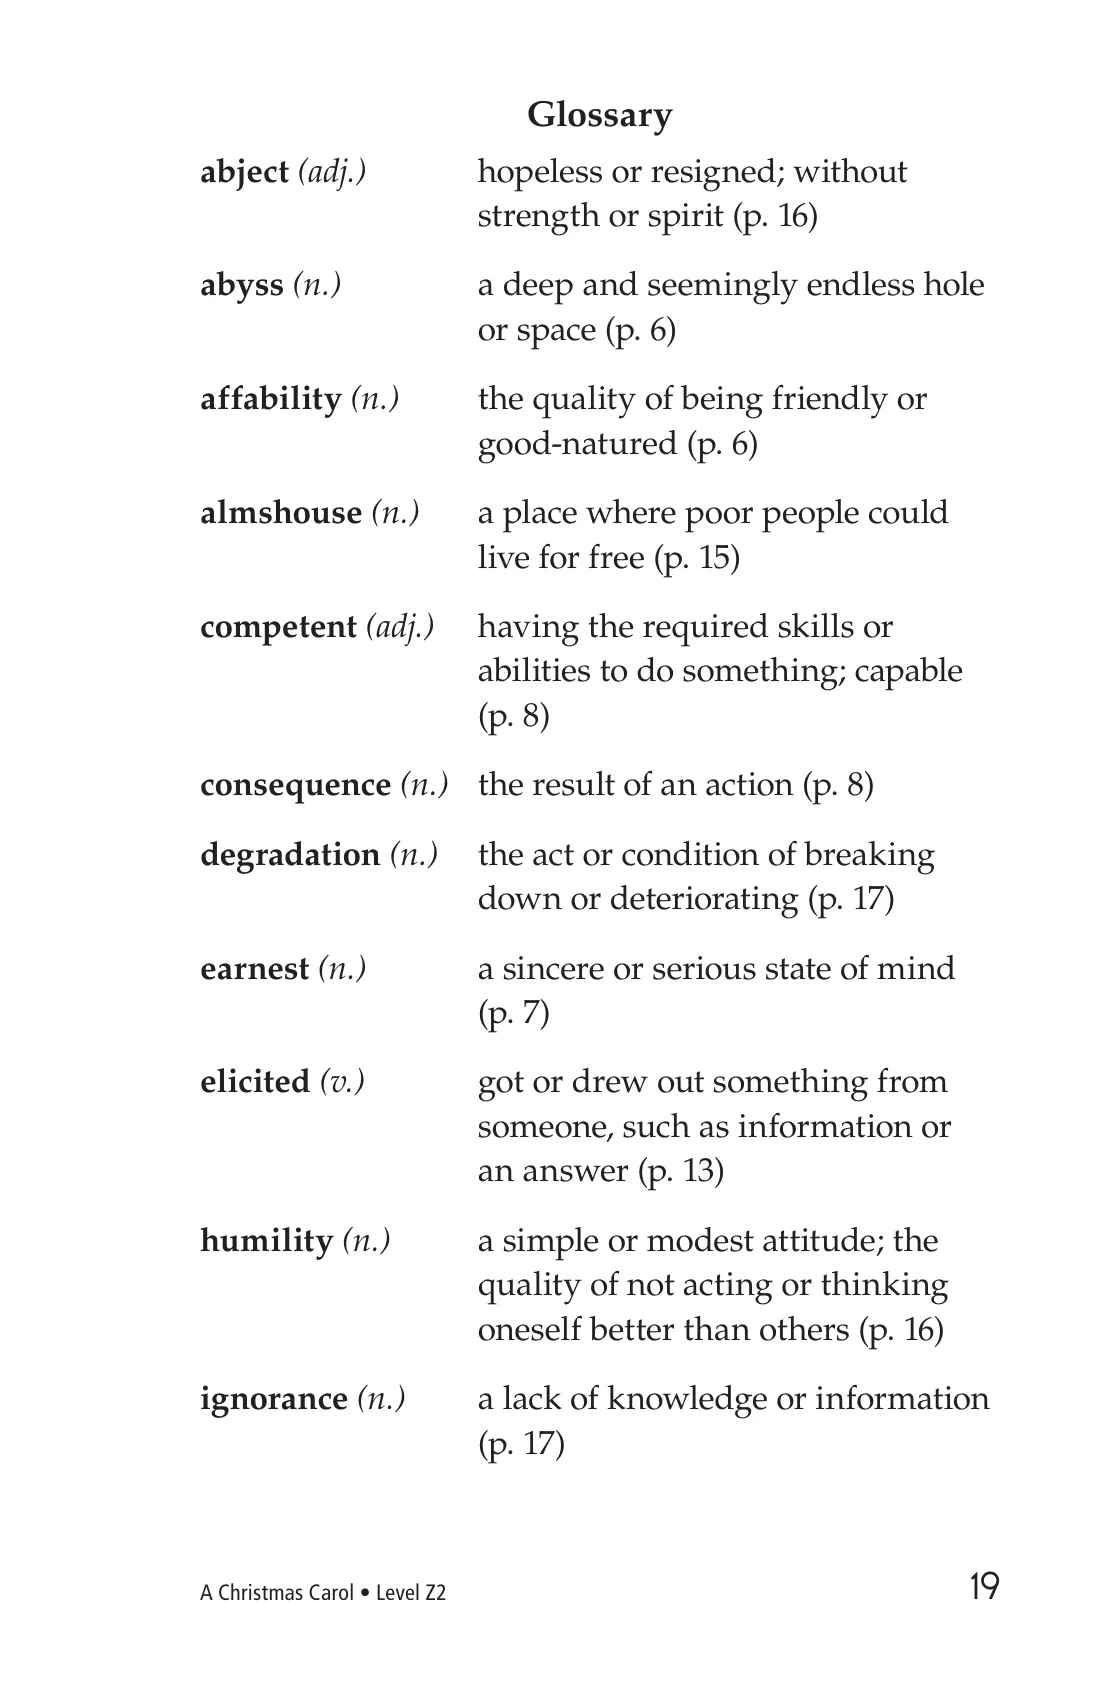 Glossary
abject (adj.) hopeless or resigned; without
strength or spirit (p. 16)
abyss (n.) a deep and seemingly endless hole
or space (p. 6)
affability (n.) the quality of being friendly or
good-natured (p. 6)
almshouse (n.) a place where poor people could
live for free (p. 15)
competent (adj.) having the required skills or
abilities to do something; capable
(p. 8)
consequence (n.) the result of an action (p. 8)
degradation (n.) the act or condition of breaking
down or deteriorating (p. 17)
earnest (n.) a sincere or serious state of mind
(p. 7)
elicited (v.) got or drew out something from
someone, such as information or
an answer (p. 13)
humility (n.) a simple or modest attitude; the
quality of not acting or thinking
oneself better than others (p. 16)
ignorance (n.) a lack of knowledge or information
(p. 17)
A Christmas Carol • Level Z2 19